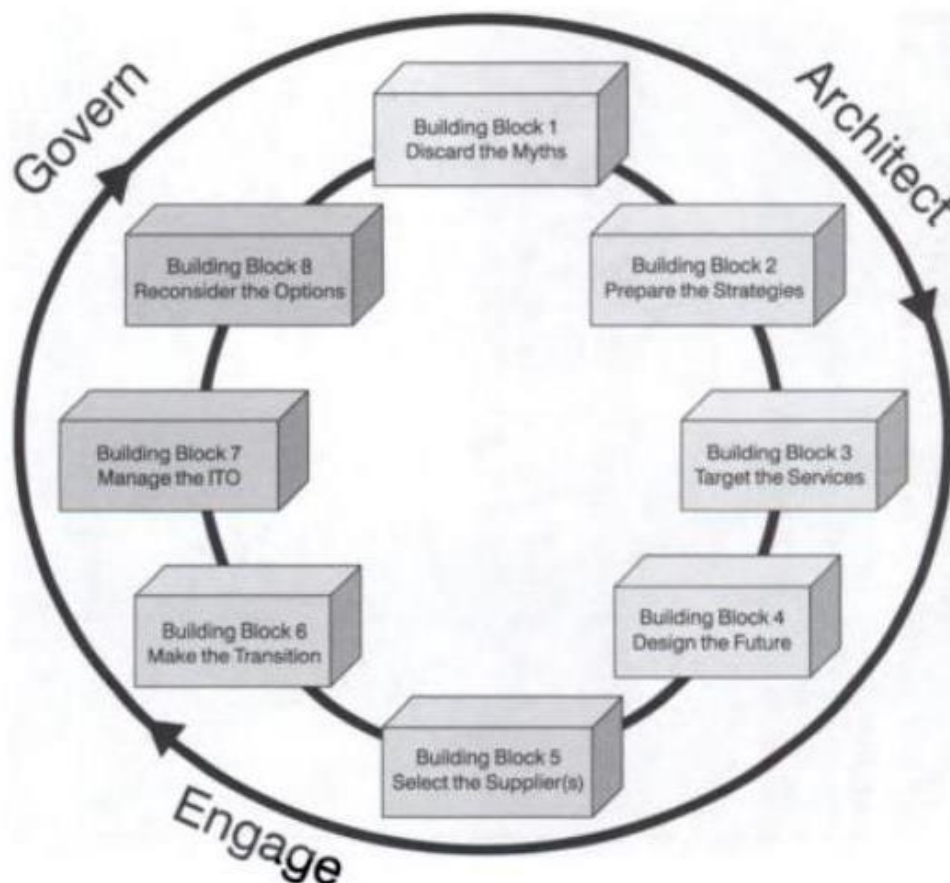 Govern
Architect
Building Block 1
Discard the Myths
Building Block 2
Prepare the Strategies
Building Block 3
Target the Services
Building Block 4
Design the Future
Building Block 5
Select the Supplier(s)
Building Block 6
Make the Transition
Building Block 7
Manage the ITO
Building Block 8
Reconsider the Options
Engage